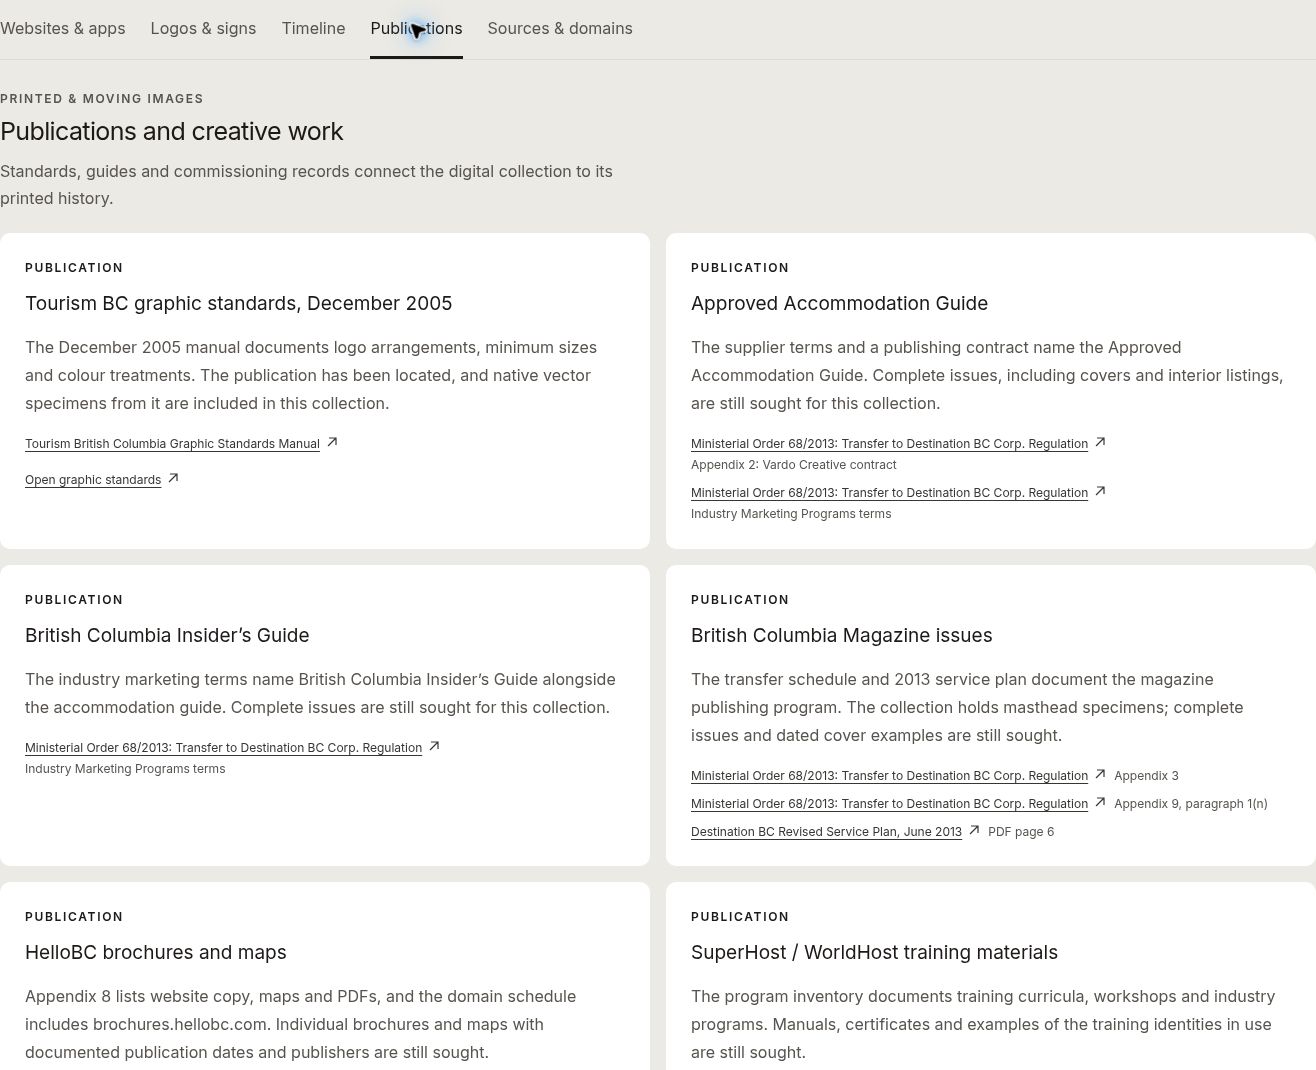 Websites & apps Logos & signs Timeline Publications Sources & domains
PRINTED & MOVING IMAGES
Publications and creative work
Standards, guides and commissioning records connect the digital collection to its
printed history.
PUBLICATION
Tourism BC graphic standards, December 2005
The December 2005 manual documents logo arrangements, minimum sizes
and colour treatments. The publication has been located, and native vector
specimens from it are included in this collection.
Tourism British Columbia Graphic Standards Manual
Open graphic standards
PUBLICATION
Approved Accommodation Guide
The supplier terms and a publishing contract name the Approved
Accommodation Guide. Complete issues, including covers and interior listings,
are still sought for this collection.
Ministerial Order 68/2013: Transfer to Destination BC Corp. Regulation
Appendix 2: Vardo Creative contract
Ministerial Order 68/2013: Transfer to Destination BC Corp. Regulation
Industry Marketing Programs terms
PUBLICATION
British Columbia Insider’s Guide
The industry marketing terms name British Columbia Insider’s Guide alongside
the accommodation guide. Complete issues are still sought for this collection.
Ministerial Order 68/2013: Transfer to Destination BC Corp. Regulation
Industry Marketing Programs terms
PUBLICATION
British Columbia Magazine issues
The transfer schedule and 2013 service plan document the magazine
publishing program. The collection holds masthead specimens; complete
issues and dated cover examples are still sought.
Ministerial Order 68/2013: Transfer to Destination BC Corp. Regulation Appendix 3
Ministerial Order 68/2013: Transfer to Destination BC Corp. Regulation Appendix 9, paragraph 1(n)
Destination BC Revised Service Plan, June 2013 PDF page 6
PUBLICATION
HelloBC brochures and maps
Appendix 8 lists website copy, maps and PDFs, and the domain schedule
includes brochures.hellobc.com. Individual brochures and maps with
documented publication dates and publishers are still sought.
PUBLICATION
SuperHost / WorldHost training materials
The program inventory documents training curricula, workshops and industry
programs. Manuals, certificates and examples of the training identities in use
are still sought.